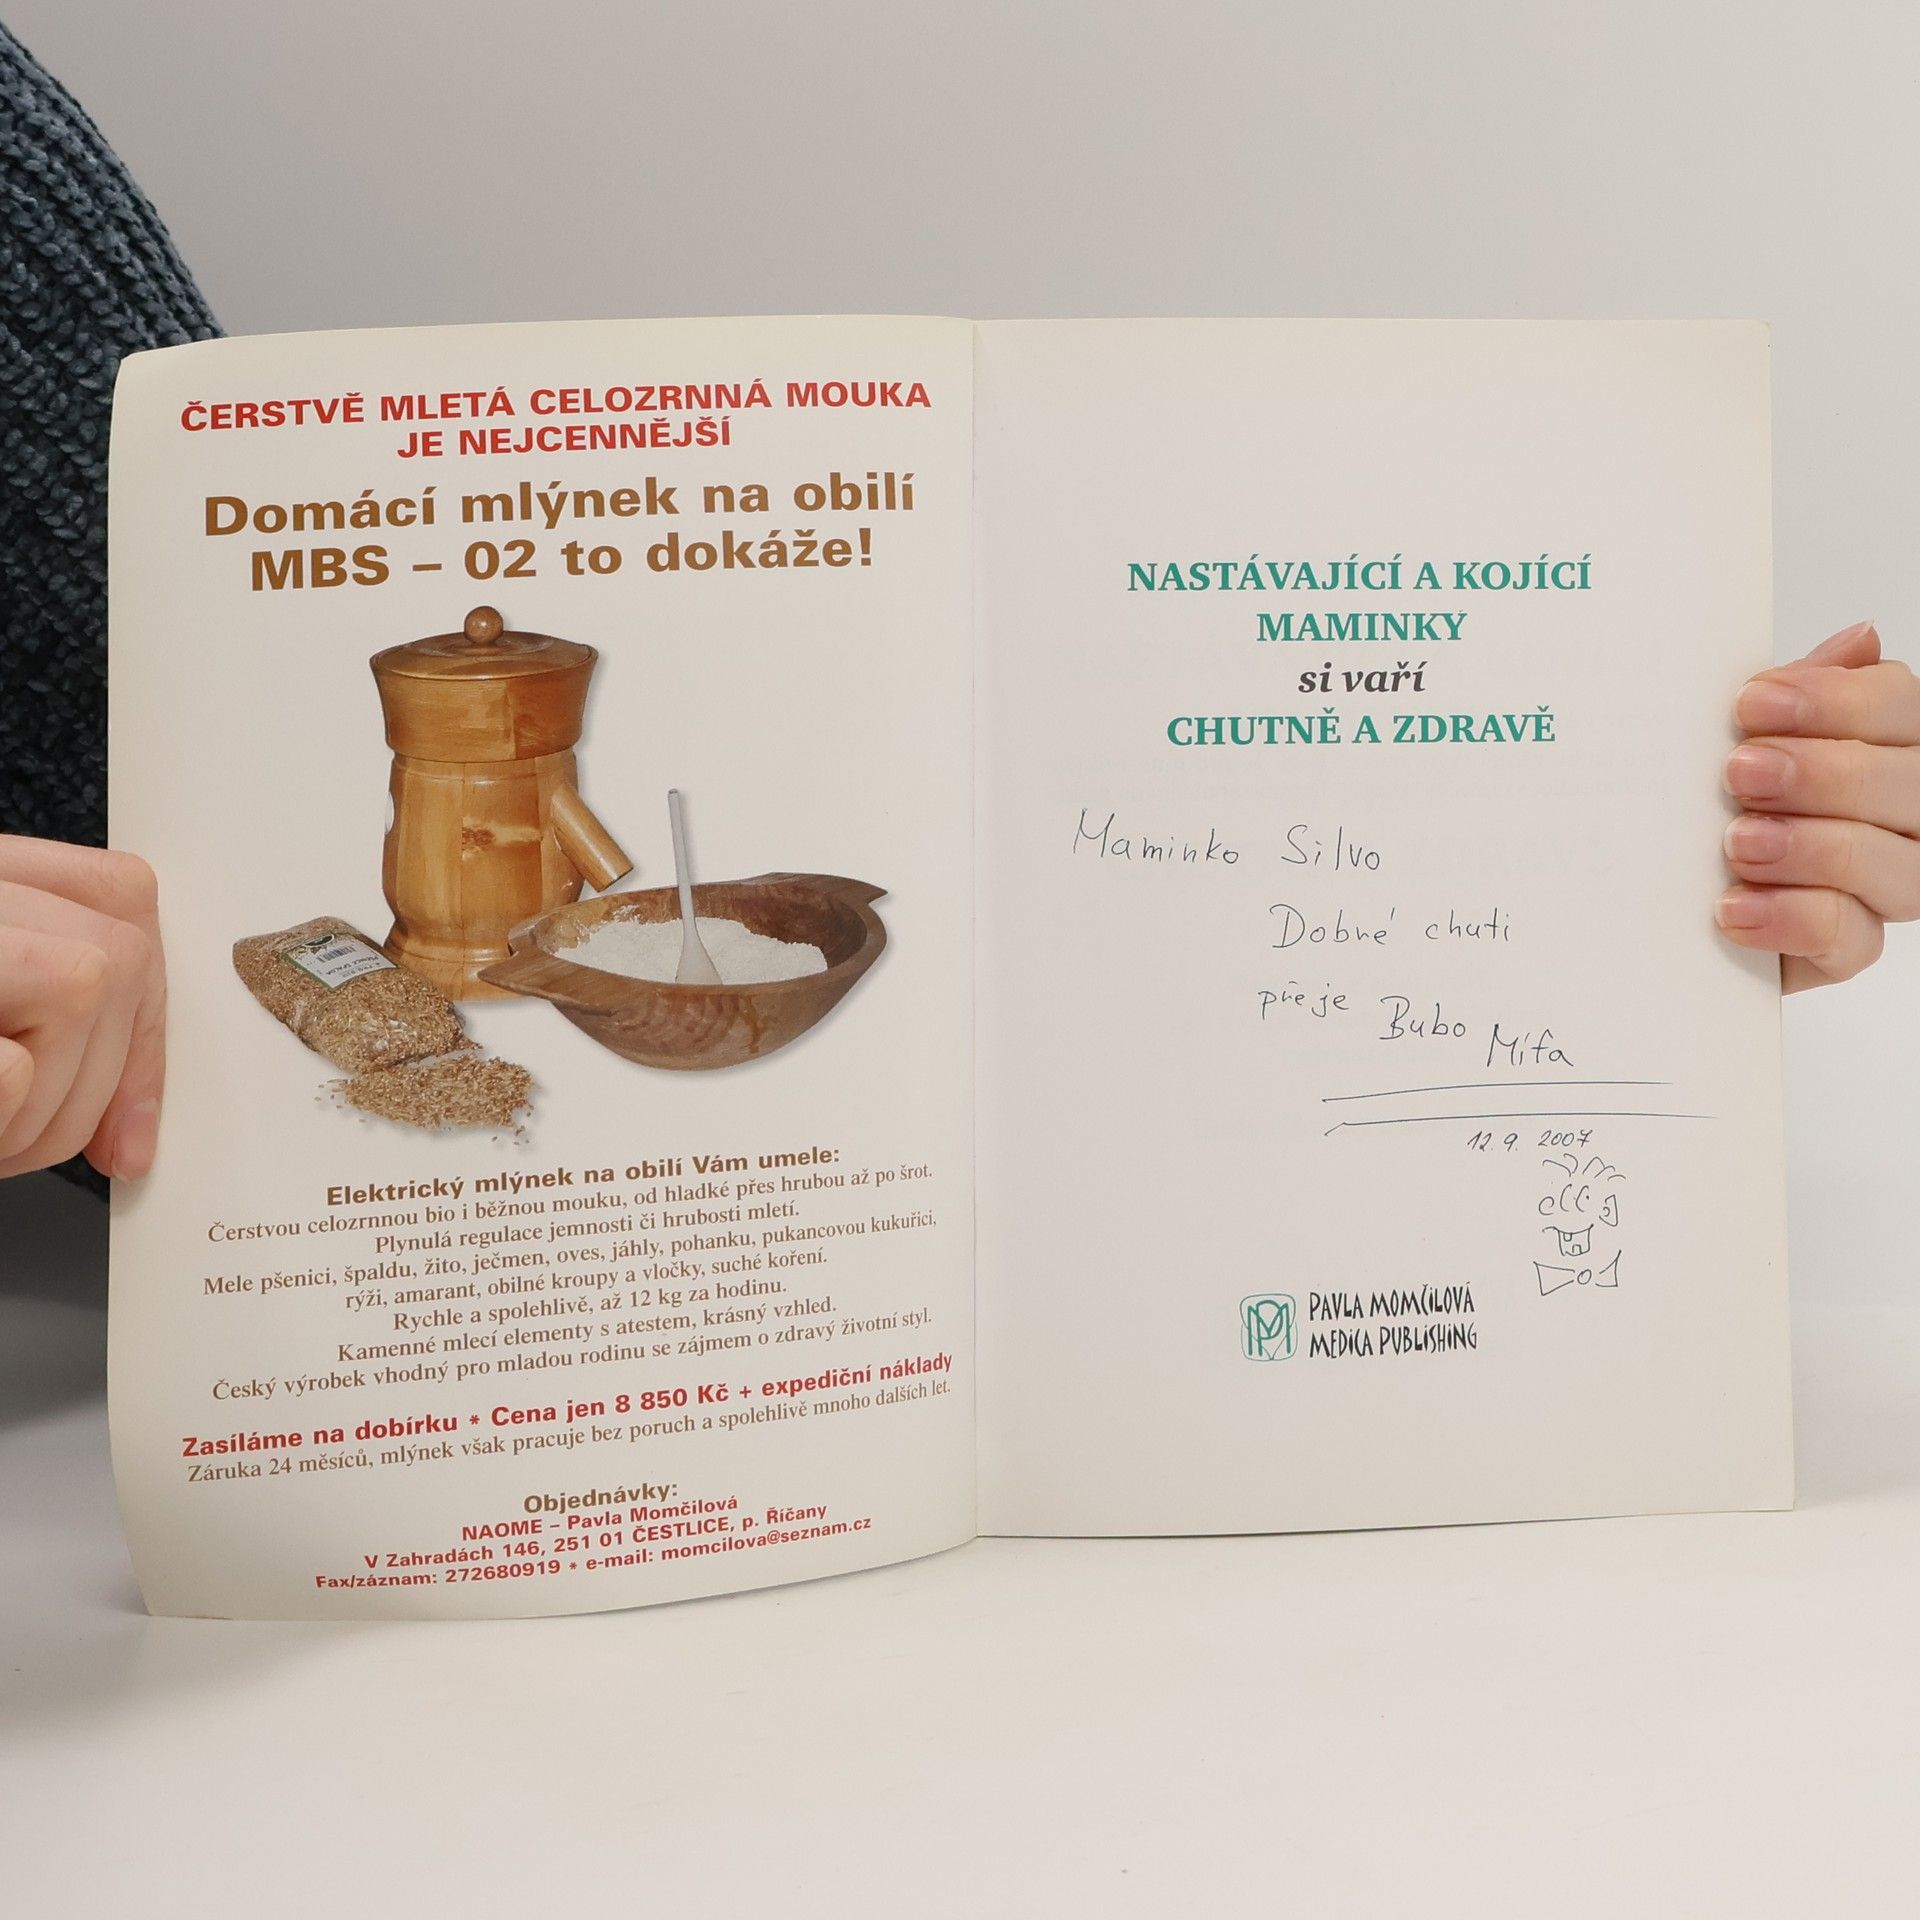 ČERSTVĚ MLETÁ CELOZRNNÁ MOUKA
JE NEJCENNĚJŠÍ
Domácí mlýnek na obilí
MBS – 02 to dokáže!
Elektrický mlýnek na obilí Vám umele:
Čerstvou celozrnnou bio i běžnou mouku, od hladké přes hrubou až po šrot.
Plynulá regulace jemnosti či hrubosti mletí.
Mele pšenici, špaldu, žito, ječmen, oves, jáhly, pohanku, pukancovou kukuřici,
rýži, amarant, obilné kroupy a vločky, suché koření.
Rychle a spolehlivě, až 12 kg za hodinu.
Kamenné mlecí elementy s atestem, krásný vzhled.
Český výrobek vhodný pro mladou rodinu se zájmem o zdravý životní styl.
Zasíláme na dobírku * Cena jen 8 850 Kč + expediční náklady
Záruka 24 měsíců, mlýnek však pracuje bez poruch a spolehlivě mnoho dalších let.
Objednávky:
NAOME – Pavla Momčilová
V Zahradách 146, 251 01 ČESTLICE, p. Říčany
Fax/záznam: 272680919 * e-mail: momcilova@seznam.cz
NASTÁVAJÍCÍ A KOJÍCÍ
MAMINKY
si vaří
CHUTNĚ A ZDRAVĚ
Maminko Silvo
Dobré chuti
přeje Bubo Mífa
12.9. 2007
PAVLA MOMČILOVÁ
MEDICA PUBLISHING